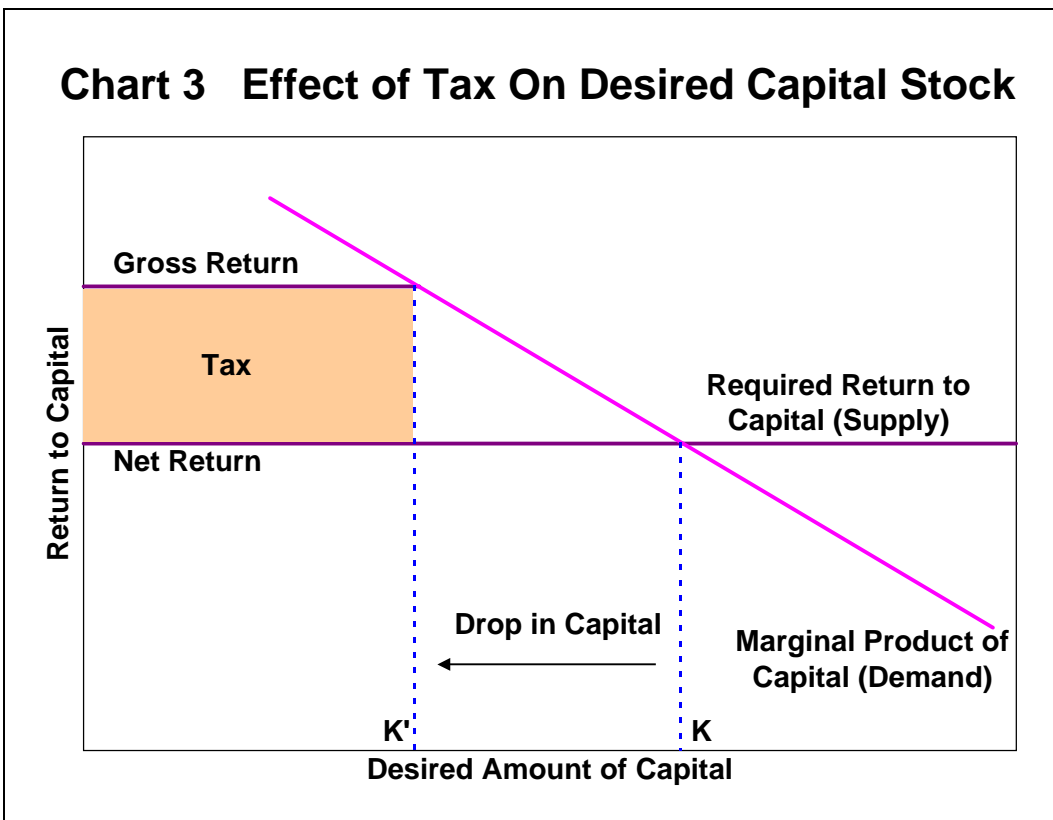 Chart 3 Effect of Tax On Desired Capital Stock
Gross Return
Tax
Return to Capital
Required Return to
Capital (Supply)
Net Return
Drop in Capital
Marginal Product of
Capital (Demand)
K'
K
Desired Amount of Capital